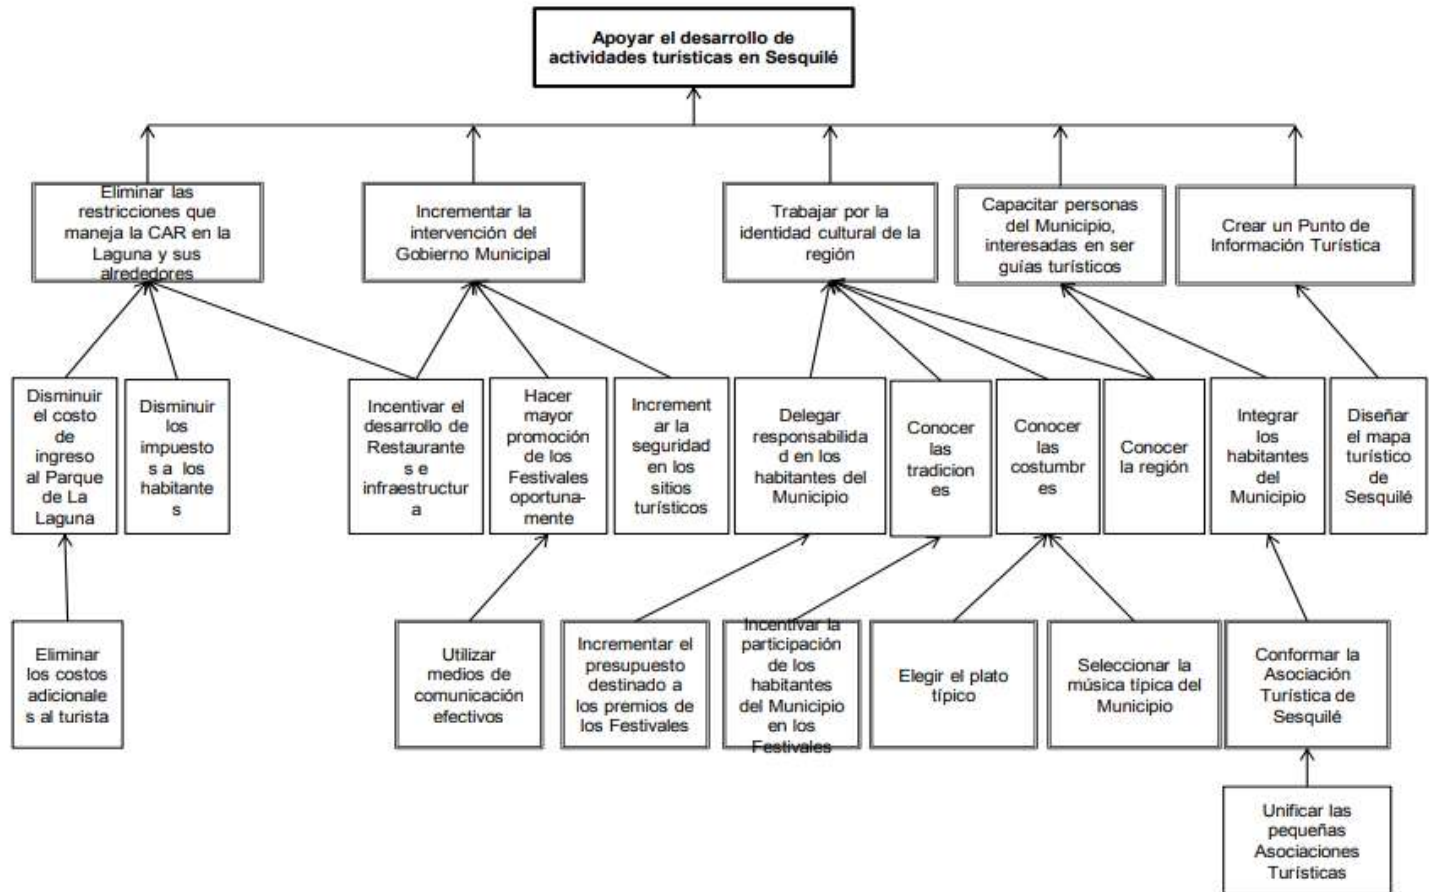 Apoyar el desarrollo de
actividades turísticas en Sesquilé
Eliminar las
restricciones que
maneja la CAR en la
Laguna y sus
alrededores
Incrementar la
intervención del
Gobierno Municipal
Trabajar por la
identidad cultural de la
región
Capacitar personas
del Municipio,
interesadas en ser
guías turísticos
Crear un Punto de
Información Turística
Disminuir
el costo
de
ingreso
al Parque
de La
Laguna
Disminuir
los
impuesto
s a los
habitante
s
Incentivar el
desarrollo de
Restaurante
s e
infraestructur
a
Hacer
mayor
promoción
de los
Festivales
oportuna-
mente
Increment
ar la
seguridad
en los
sitios
turísticos
Delegar
responsabilida
d en los
habitantes del
Municipio
Conocer
las
tradicion
es
Conocer
las
costumbr
es
Conocer
la región
Integrar
los
habitantes
del
Municipio
Diseñar
el mapa
turístico
de
Sesquilé
Eliminar
los costos
adicionale
s al turista
Utilizar
medios de
comunicación
efectivos
Incrementar el
presupuesto
destinado a
los premios de
los Festivales
Incentivar la
participación
de los
habitantes
del Municipio
en los
Festivales
Elegir el plato
típico
Seleccionar la
música típica del
Municipio
Conformar la
Asociación
Turística de
Sesquilé
Unificar las
pequeñas
Asociaciones
Turísticas